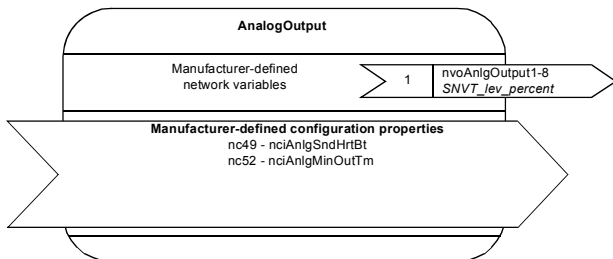 AnalogOutput
Manufacturer-defined
network variables
1
nvoAnlgOutput1-8
SNVT_lev_percent
Manufacturer-defined configuration properties
nc49 - nciAnlgSndHrtBt
nc52 - nciAnlgMinOutTm